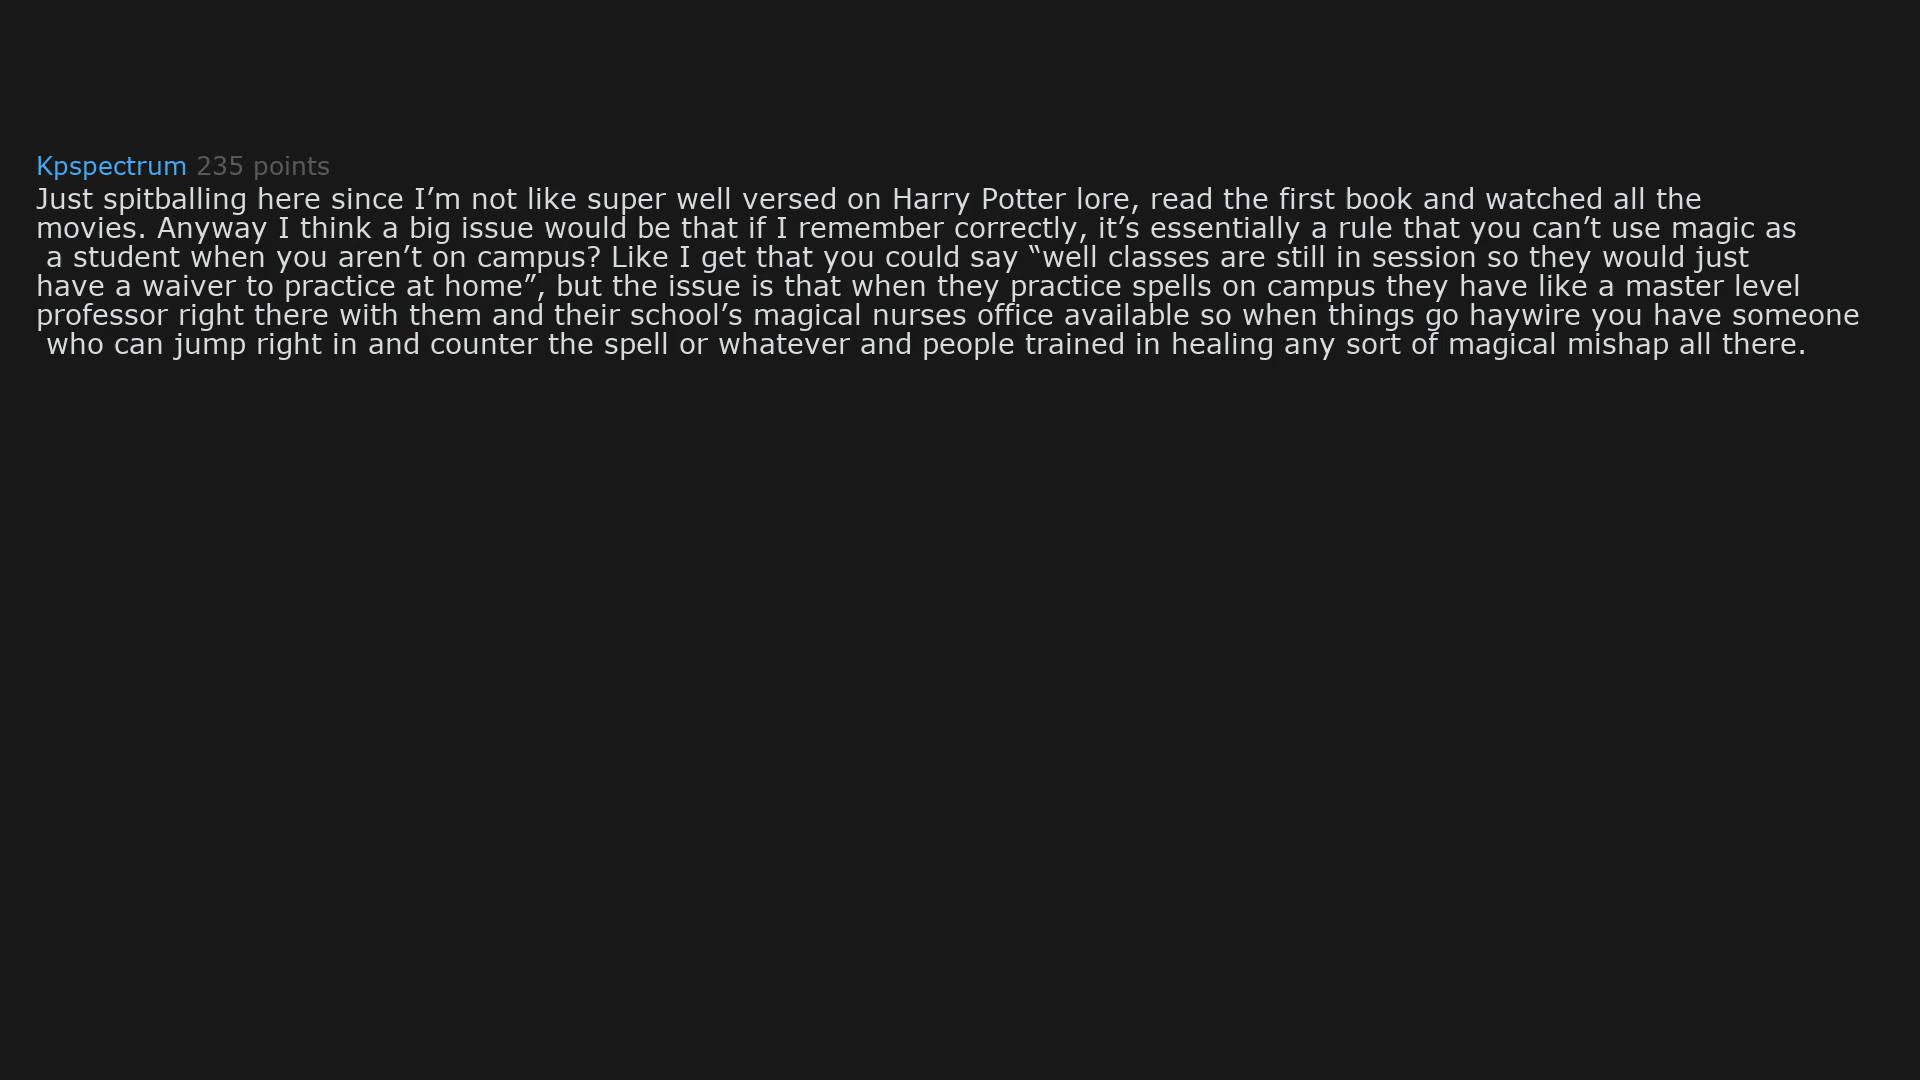 Kpspectrum 235 points
Just spitballing here since I’m not like super well versed on Harry Potter lore, read the first book and watched all the
movies. Anyway I think a big issue would be that if I remember correctly, it’s essentially a rule that you can’t use magic as
a student when you aren’t on campus? Like I get that you could say “well classes are still in session so they would just
have a waiver to practice at home”, but the issue is that when they practice spells on campus they have like a master level
professor right there with them and their school’s magical nurses office available so when things go haywire you have someone
who can jump right in and counter the spell or whatever and people trained in healing any sort of magical mishap all there.